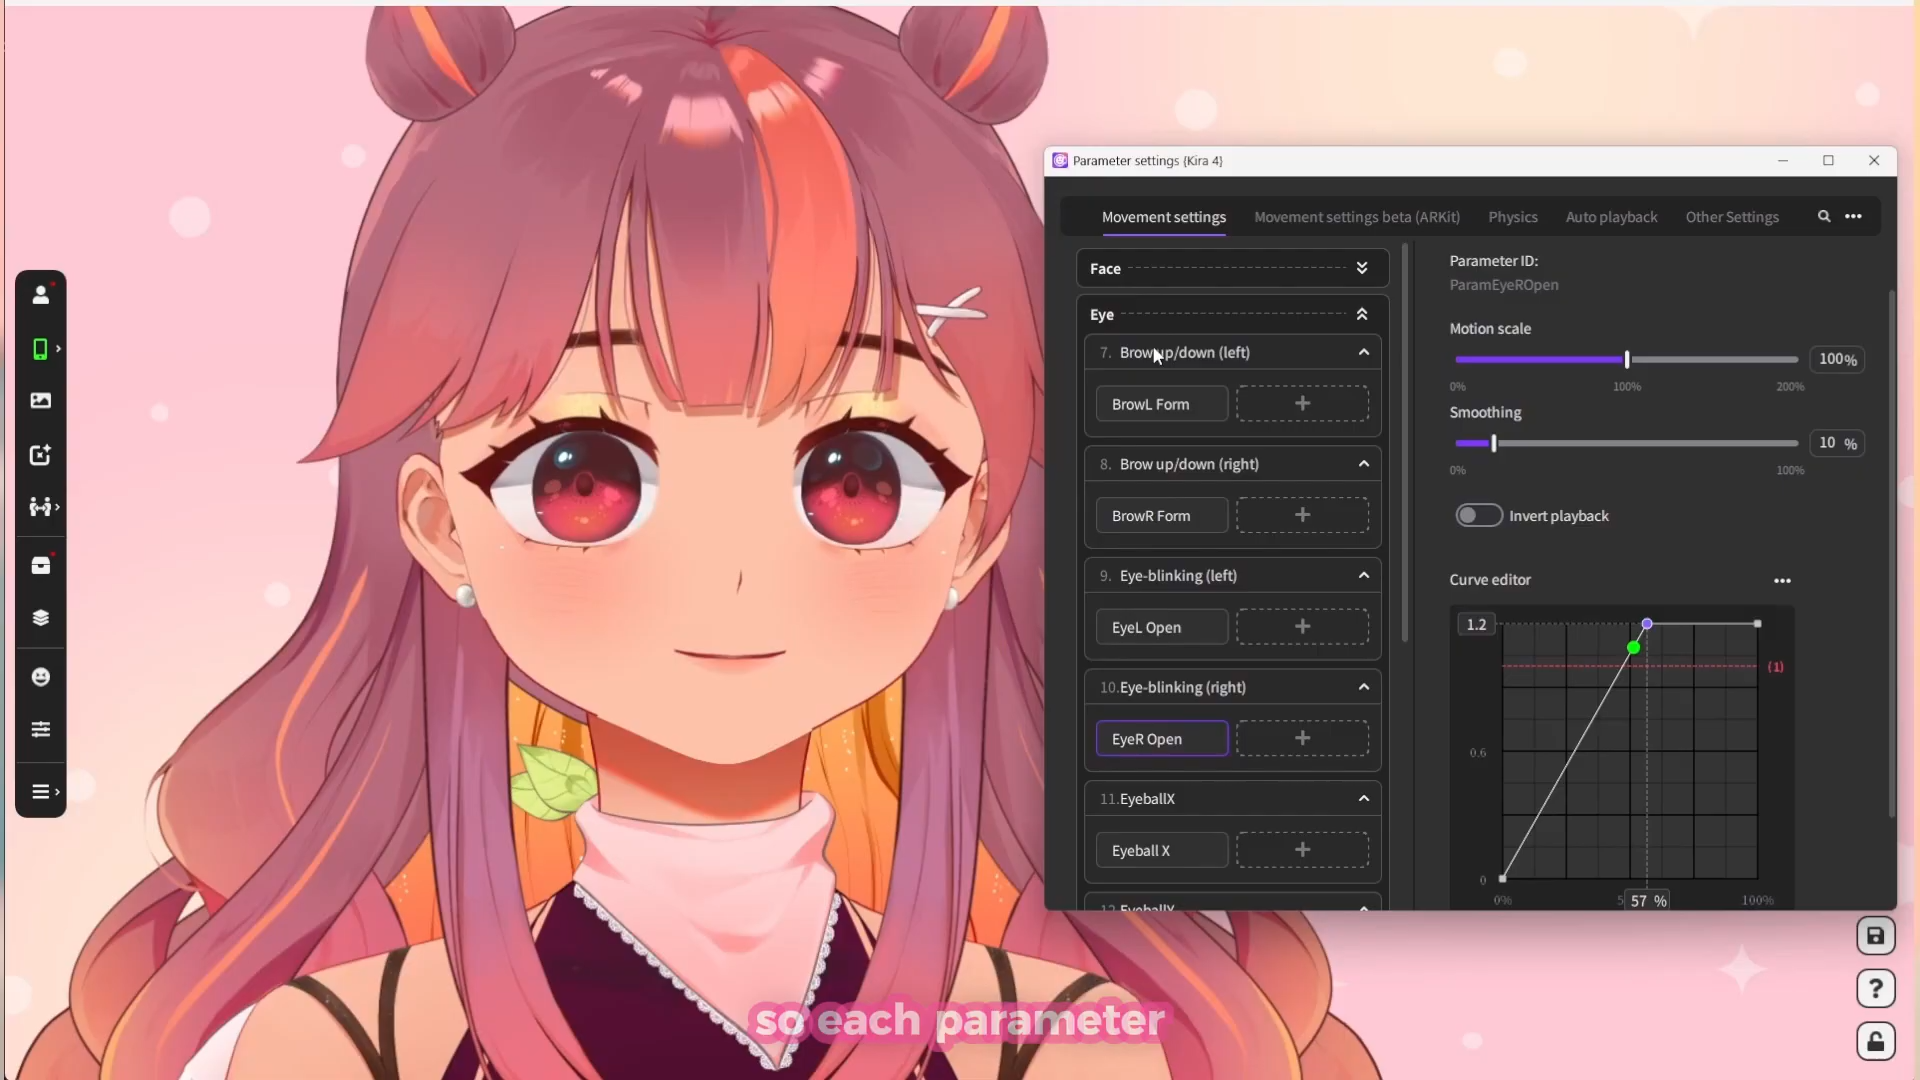 Parameter settings {Kira 4}
Movement settings
Movement settings beta (ARKit)
Physics
Auto playback
Other Settings
Face
Eye
7. Brow up/down (left)
BrowL Form
8. Brow up/down (right)
BrowR Form
9. Eye-blinking (left)
EyeL Open
10.Eye-blinking (right)
EyeR Open
11.EyeballX
Eyeball X
12.EyeballY
Parameter ID:
ParamEyeROpen
Motion scale
100%
0% 100% 200%
Smoothing
10 %
0% 100%
Invert playback
Curve editor
1.2
(1)
0.6
0
0% 5 57 % 100%
?
so each parameter